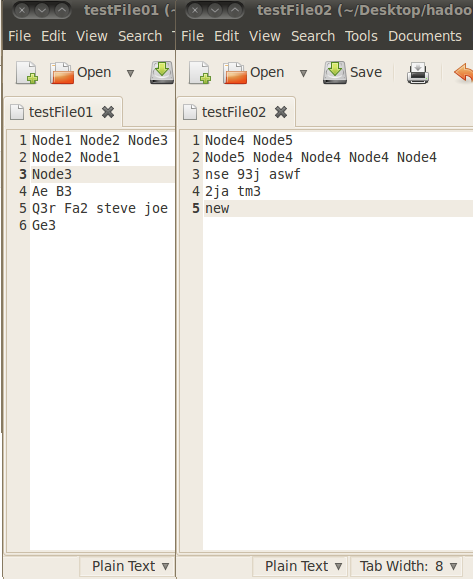 testFile01 (~
File Edit View Search T
Open
testFile01
1 Node1 Node2 Node3
2 Node2 Node1
3 Node3
4 Ae B3
5 Q3r Fa2 steve joe
6 Ge3
Plain Text
testFile02 (~/Desktop/hadoo
File Edit View Search Tools Documents
Open Save
testFile02
1 Node4 Node5
2 Node5 Node4 Node4 Node4 Node4
3 nse 93j aswf
4 2ja tm3
5 new
Plain Text Tab Width: 8